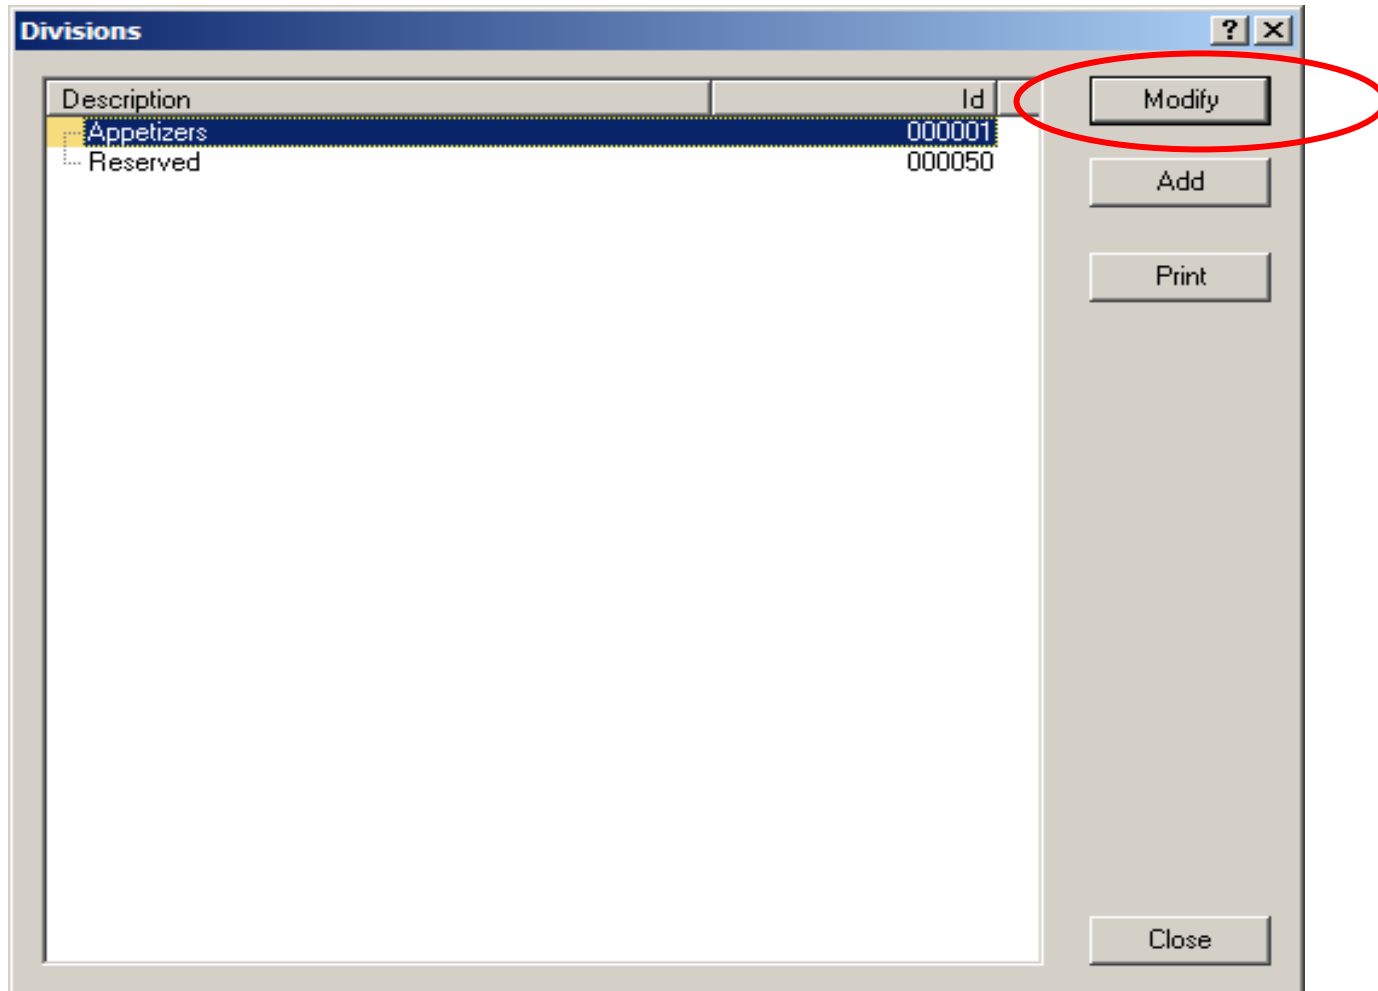 Divisions
Description Id
Appetizers 000001
Reserved 000050
Modify
Add
Print
Close